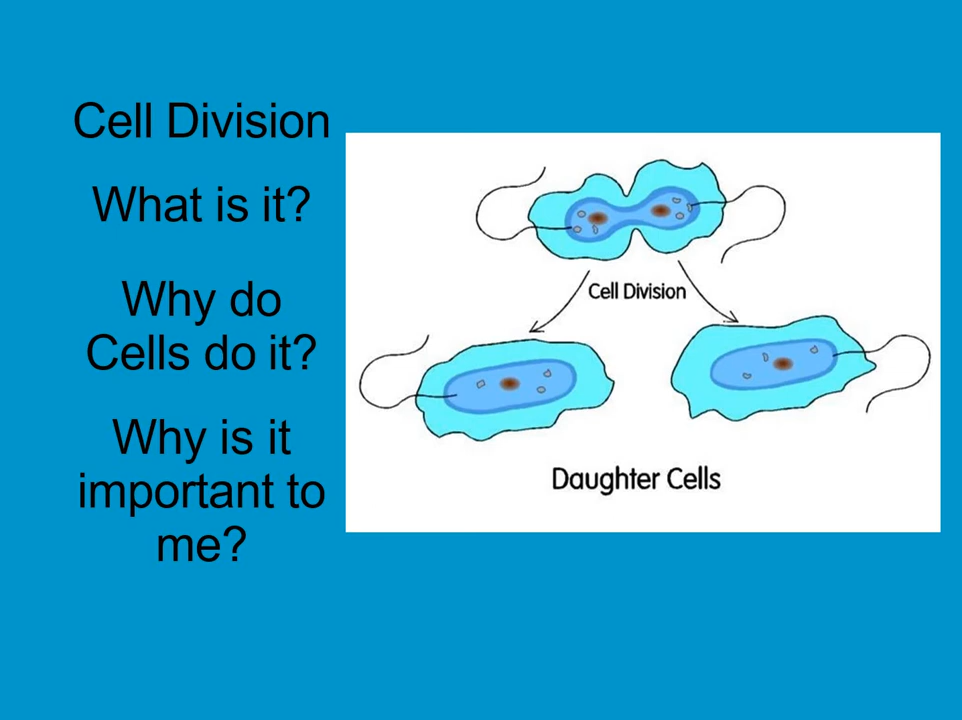 Cell Division
What is it?
Why do
Cells do it?
Why is it
important to
me?
Cell Division
Daughter Cells